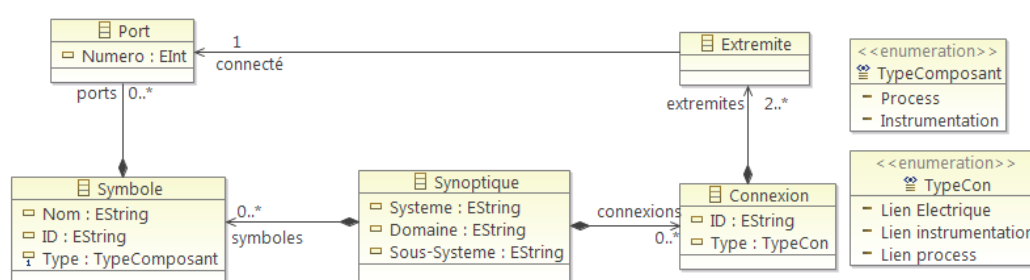 Port
Numero : EInt
1
connecté
ports
0..*
Extremite
extremites
2..*
<<enumeration>>
TypeComposant
Process
Instrumentation
Symbole
Nom : EString
ID : EString
Type : TypeComposant
0..*
symboles
Synoptique
Systeme : EString
Domaine : EString
Sous-Systeme : EString
connexions
0..*
Connexion
ID : EString
Type : TypeCon
<<enumeration>>
TypeCon
Lien Electrique
Lien instrumentation
Lien process